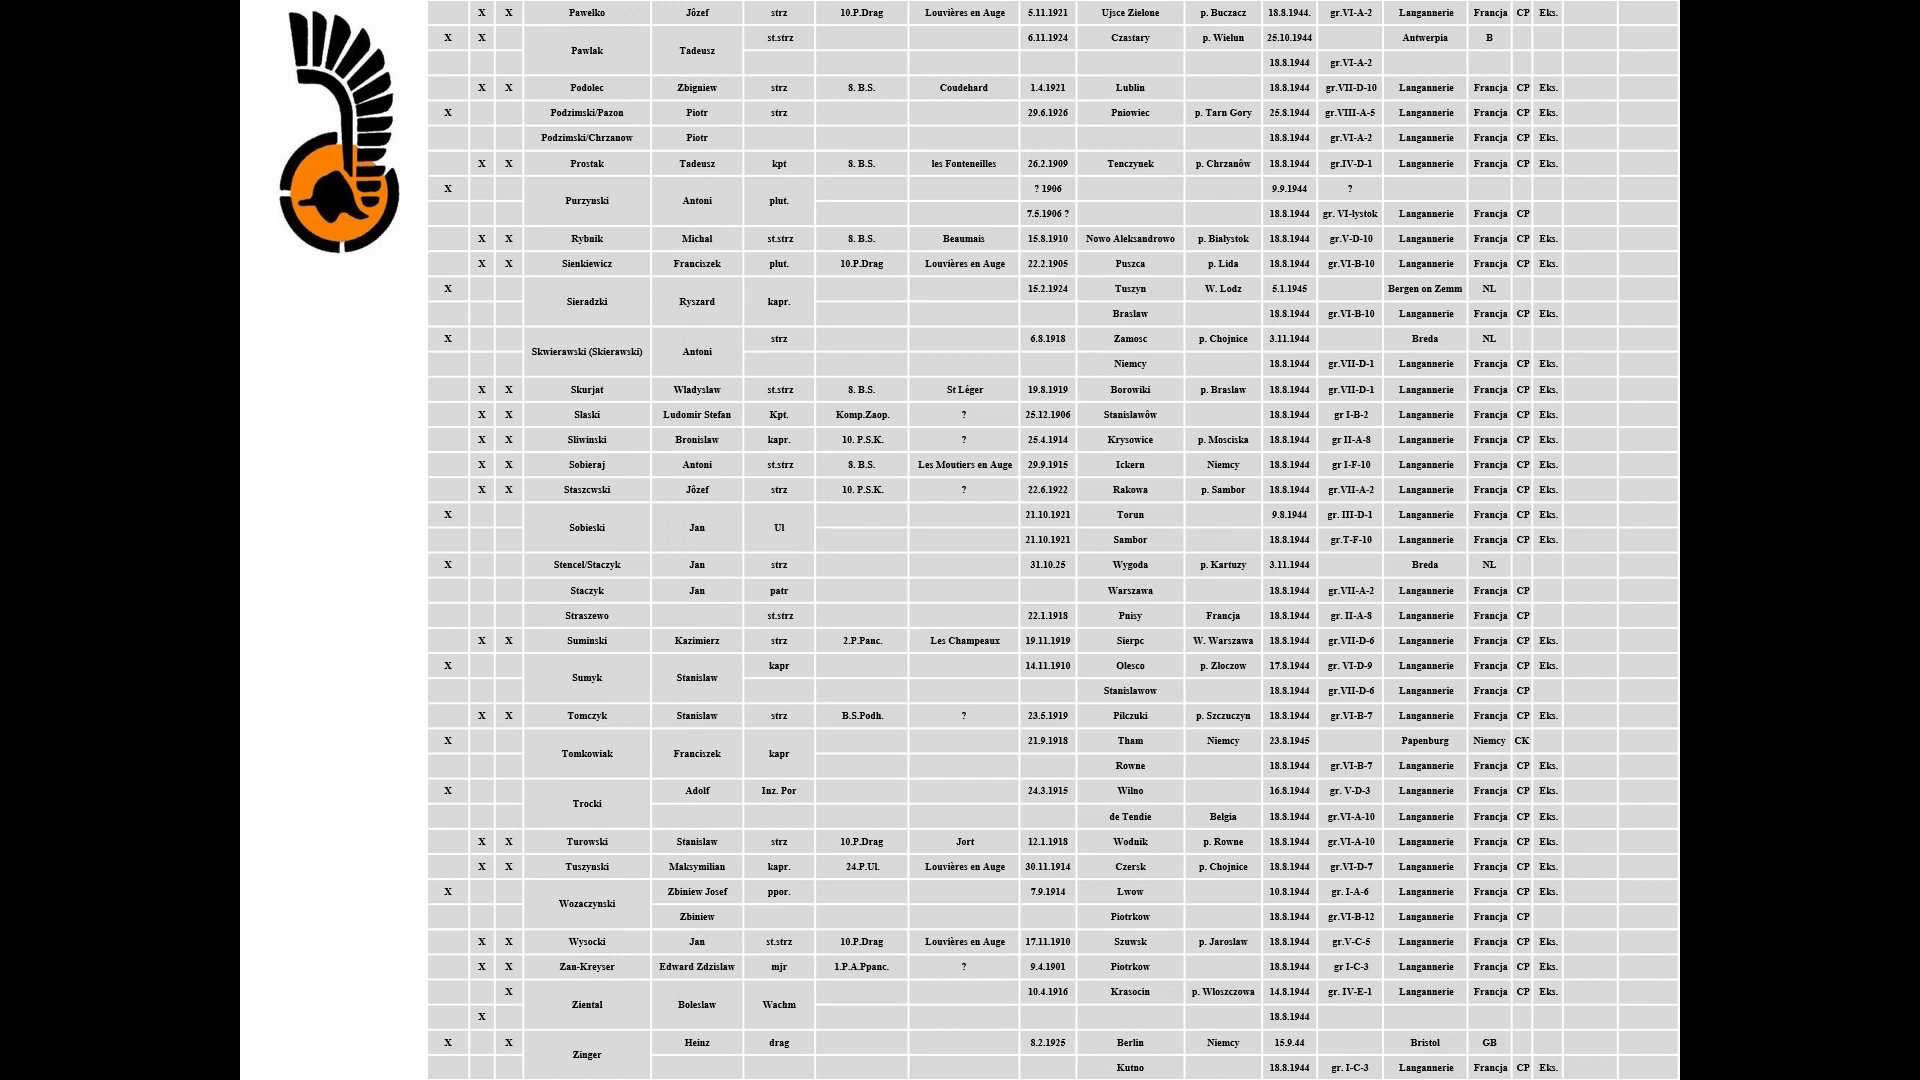 X X Pawełko Jôzef strz 10.P.Drag Louvières en Auge 5.11.1921 Ujsce Zielone p. Buczacz 18.8.1944. gr.VI-A-2 Langannerie Francja CP Eks.
X X Pawlak Tadeusz st.strz 6.11.1924 Czastary p. Wielun 25.10.1944 Antwerpia B
18.8.1944 gr.VI-A-2
X X Podolec Zbigniew strz 8. B.S. Coudehard 1.4.1921 Lublin 18.8.1944 gr.VII-D-10 Langannerie Francja CP Eks.
X Podzimski/Pazon Piotr strz 29.6.1926 Pniowiec p. Tarn Gory 25.8.1944 gr.VIII-A-5 Langannerie Francja CP Eks.
Podzimski/Chrzanow Piotr 18.8.1944 gr.VI-A-2 Langannerie Francja CP Eks.
X X Prostak Tadeusz kpt 8. B.S. les Fonteneilles 26.2.1909 Tenczynek p. Chrzanôw 18.8.1944 gr.IV-D-1 Langannerie Francja CP Eks.
X Purzynski Antoni plut. ? 1906 9.9.1944 ?
7.5.1906 ? 18.8.1944 gr. VI-lystok Langannerie Francja CP
X X Rybnik Michal st.strz 8. B.S. Beaumais 15.8.1910 Nowo Aleksandrowo p. Bialystok 18.8.1944 gr.V-D-10 Langannerie Francja CP Eks.
X X Sienkiewicz Franciszek plut. 10.P.Drag Louvières en Auge 22.2.1905 Puszca p. Lida 18.8.1944 gr.VI-B-10 Langannerie Francja CP Eks.
X Sieradzki Ryszard kapr. 15.2.1924 Tuszyn W. Lodz 5.1.1945 Bergen on Zemm NL
Braslaw 18.8.1944 gr.VI-B-10 Langannerie Francja CP Eks.
X Skwierawski (Skierawski) Antoni strz 6.8.1918 Zamosc p. Chojnice 3.11.1944 Breda NL
Niemcy 18.8.1944 gr.VII-D-1 Langannerie Francja CP Eks.
X X Skurjat Wladyslaw st.strz 8. B.S. St Léger 19.8.1919 Borowiki p. Braslaw 18.8.1944 gr.VII-D-1 Langannerie Francja CP Eks.
X X Slaski Ludomir Stefan Kpt. Komp.Zaop. ? 25.12.1906 Stanislawôw 18.8.1944 gr I-B-2 Langannerie Francja CP Eks.
X X Sliwinski Bronislaw kapr. 10. P.S.K. ? 25.4.1914 Krysowice p. Mosciska 18.8.1944 gr II-A-8 Langannerie Francja CP Eks.
X X Sobieraj Antoni st.strz 8. B.S. Les Moutiers en Auge 29.9.1915 Ickern Niemcy 18.8.1944 gr I-F-10 Langannerie Francja CP Eks.
X X Staszcwski Jôzef strz 10. P.S.K. ? 22.6.1922 Rakowa p. Sambor 18.8.1944 gr.VII-A-2 Langannerie Francja CP Eks.
X Sobieski Jan Ul 21.10.1921 Torun 9.8.1944 gr. III-D-1 Langannerie Francja CP Eks.
21.10.1921 Sambor 18.8.1944 gr.T-F-10 Langannerie Francja CP Eks.
X Stencel/Staczyk Jan strz 31.10.25 Wygoda p. Kartuzy 3.11.1944 Breda NL
Staczyk Jan patr Warszawa 18.8.1944 gr.VII-A-2 Langannerie Francja CP
Straszewo st.strz 22.1.1918 Pnisy Francja 18.8.1944 gr. II-A-8 Langannerie Francja CP
X X Suminski Kazimierz strz 2.P.Panc. Les Champeaux 19.11.1919 Sierpc W. Warszawa 18.8.1944 gr.VII-D-6 Langannerie Francja CP Eks.
X Sumyk Stanislaw kapr 14.11.1910 Olesco p. Zloczow 17.8.1944 gr. VI-D-9 Langannerie Francja CP Eks.
Stanislawow 18.8.1944 gr.VII-D-6 Langannerie Francja CP
X X Tomczyk Stanislaw strz B.S.Podh. ? 23.5.1919 Pilczuki p. Szczuczyn 18.8.1944 gr.VI-B-7 Langannerie Francja CP Eks.
X Tomkowiak Franciszek kapr 21.9.1918 Tham Niemcy 23.8.1945 Papenburg Niemcy CK
Rowne 18.8.1944 gr.VI-B-7 Langannerie Francja CP Eks.
X Trocki Adolf Inz. Por 24.3.1915 Wilno 16.8.1944 gr. V-D-3 Langannerie Francja CP Eks.
de Tendie Belgia 18.8.1944 gr.VI-A-10 Langannerie Francja CP Eks.
X X Turowski Stanislaw strz 10.P.Drag Jort 12.1.1918 Wodnik p. Rowne 18.8.1944 gr.VI-A-10 Langannerie Francja CP Eks.
X X Tuszynski Maksymilian kapr. 24.P.Ul. Louvières en Auge 30.11.1914 Czersk p. Chojnice 18.8.1944 gr.VI-D-7 Langannerie Francja CP Eks.
X Wozaczynski Zbiniew Josef ppor. 7.9.1914 Lwow 10.8.1944 gr. I-A-6 Langannerie Francja CP Eks.
Zbiniew Piotrkow 18.8.1944 gr.VI-B-12 Langannerie Francja CP
X X Wysocki Jan st.strz 10.P.Drag Louvières en Auge 17.11.1910 Szuwsk p. Jaroslaw 18.8.1944 gr.V-C-5 Langannerie Francja CP Eks.
X X Zan-Kreyser Edward Zdzislaw mjr 1.P.A.Ppanc. ? 9.4.1901 Piotrkow 18.8.1944 gr I-C-3 Langannerie Francja CP Eks.
X Ziental Boleslaw Wachm 10.4.1916 Krasocin p. Wloszczowa 14.8.1944 gr. IV-E-1 Langannerie Francja CP Eks.
X 18.8.1944
X X Zinger Heinz drag 8.2.1925 Berlin Niemcy 15.9.44 Bristol GB
Kutno 18.8.1944 gr. I-C-3 Langannerie Francja CP Eks.